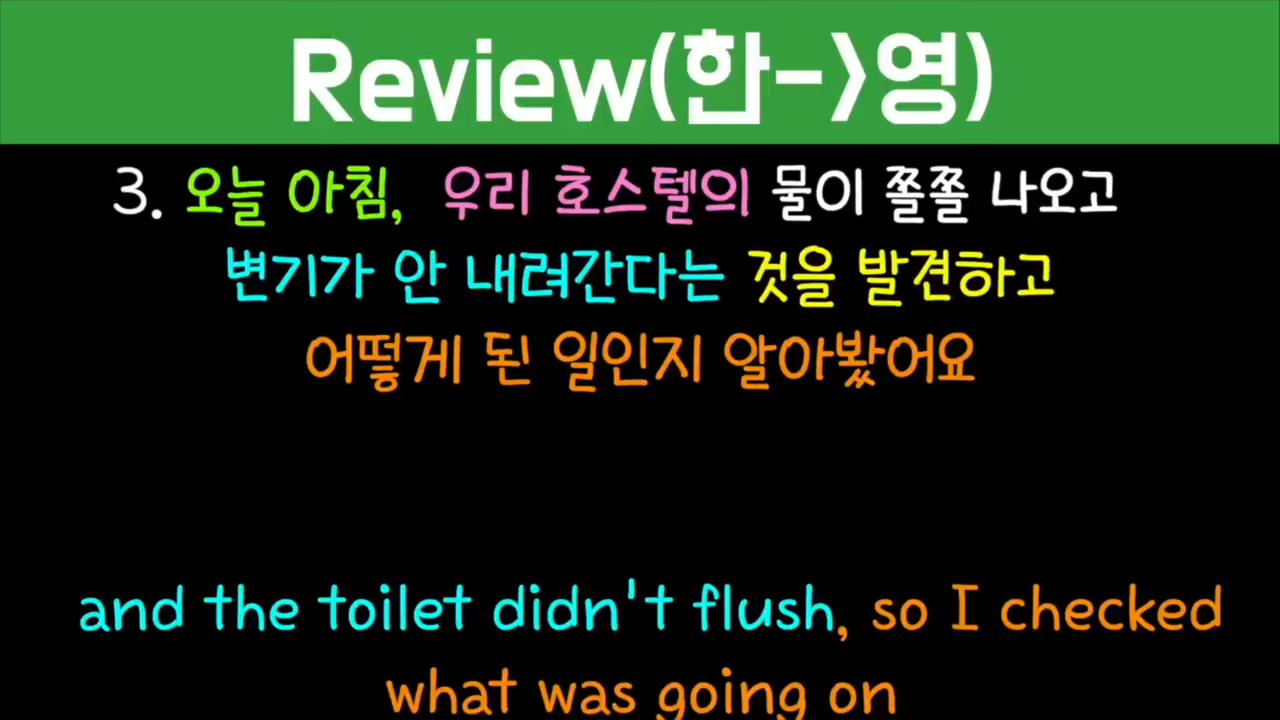 Review(한->영)
3. 오늘 아침, 우리 호스텔의 물이 쫄쫄 나오고
변기가 안 내려간다는 것을 발견하고
어떻게 된 일인지 알아봤어요
and the toilet didn't flush, so I checked
what was going on